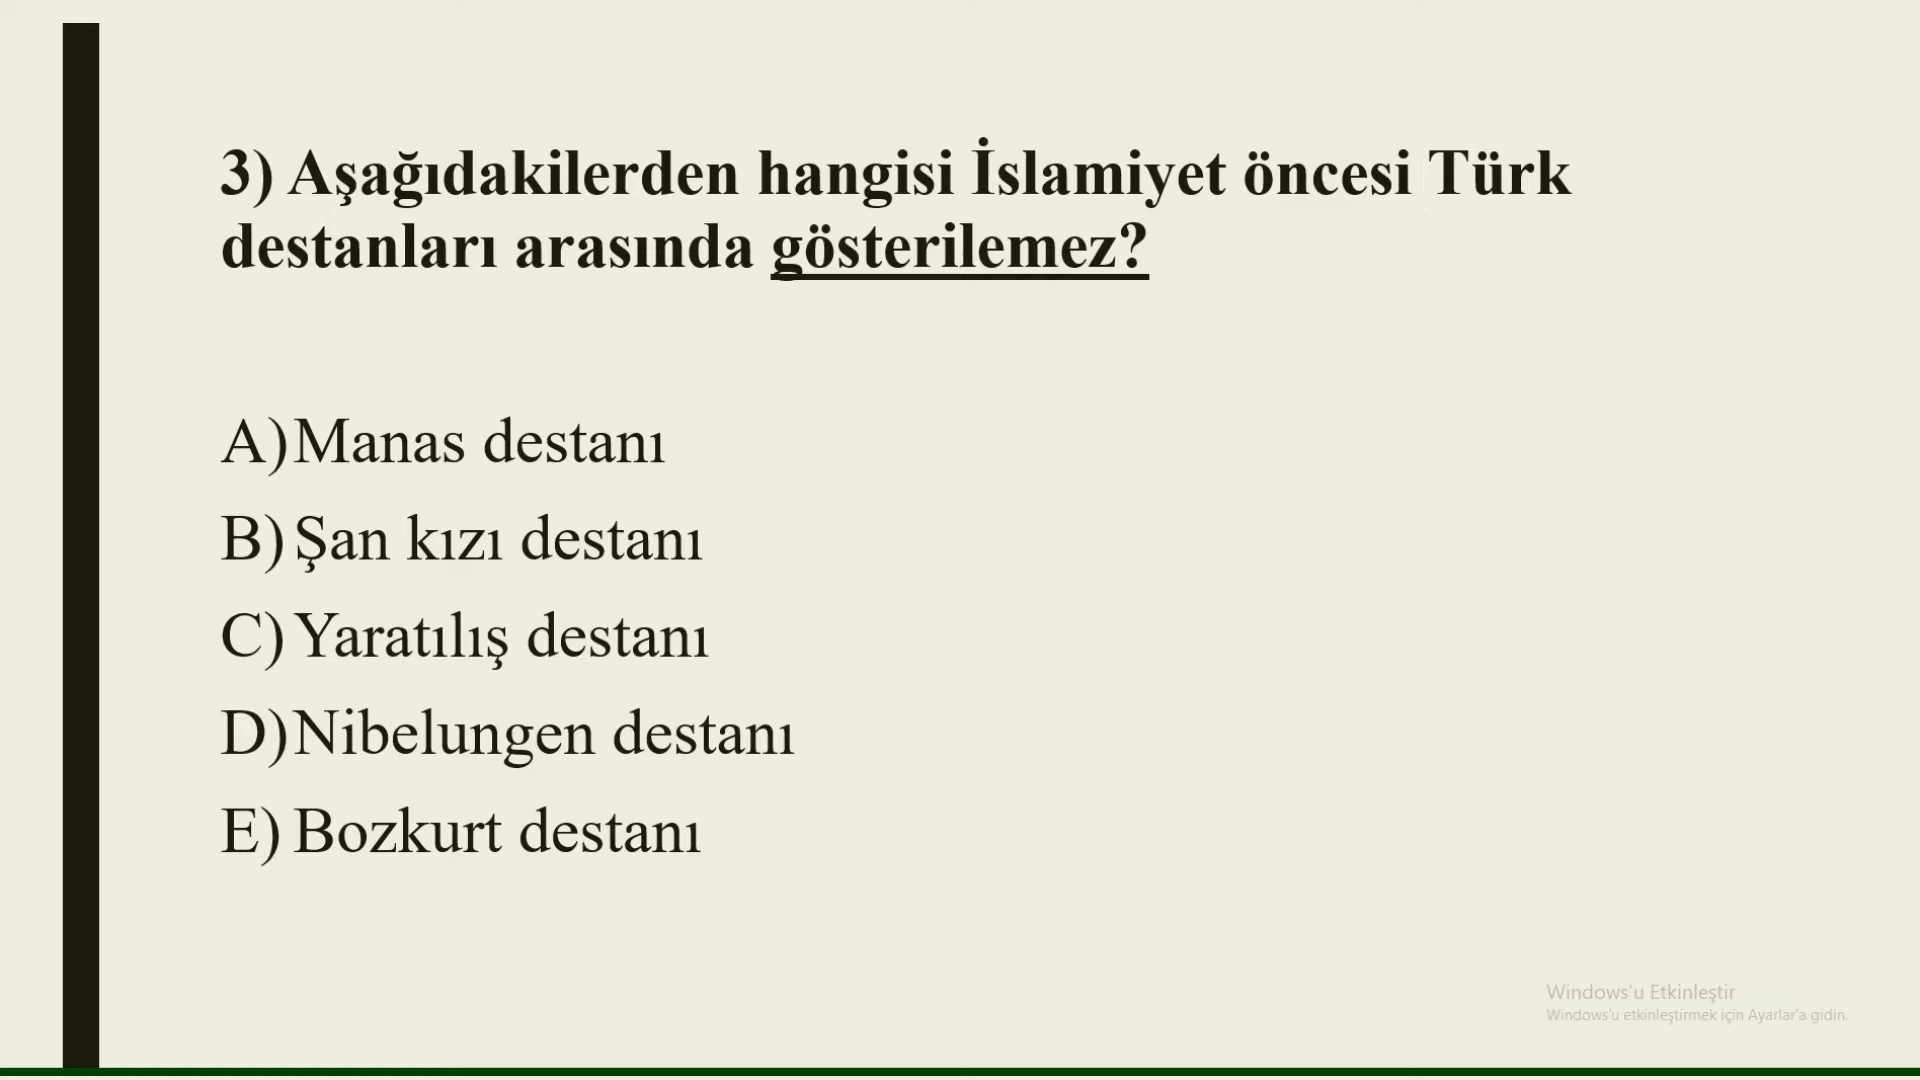 3) Aşağıdakilerden hangisi İslamiyet öncesi Türk
destanları arasında gösterilemez?
A) Manas destanı
B) Şan kızı destanı
C) Yaratılış destanı
D) Nibelungen destanı
E) Bozkurt destanı
Windows'u Etkinleştir
Windows'u etkinleştirmek için Ayarlar'a gidin.